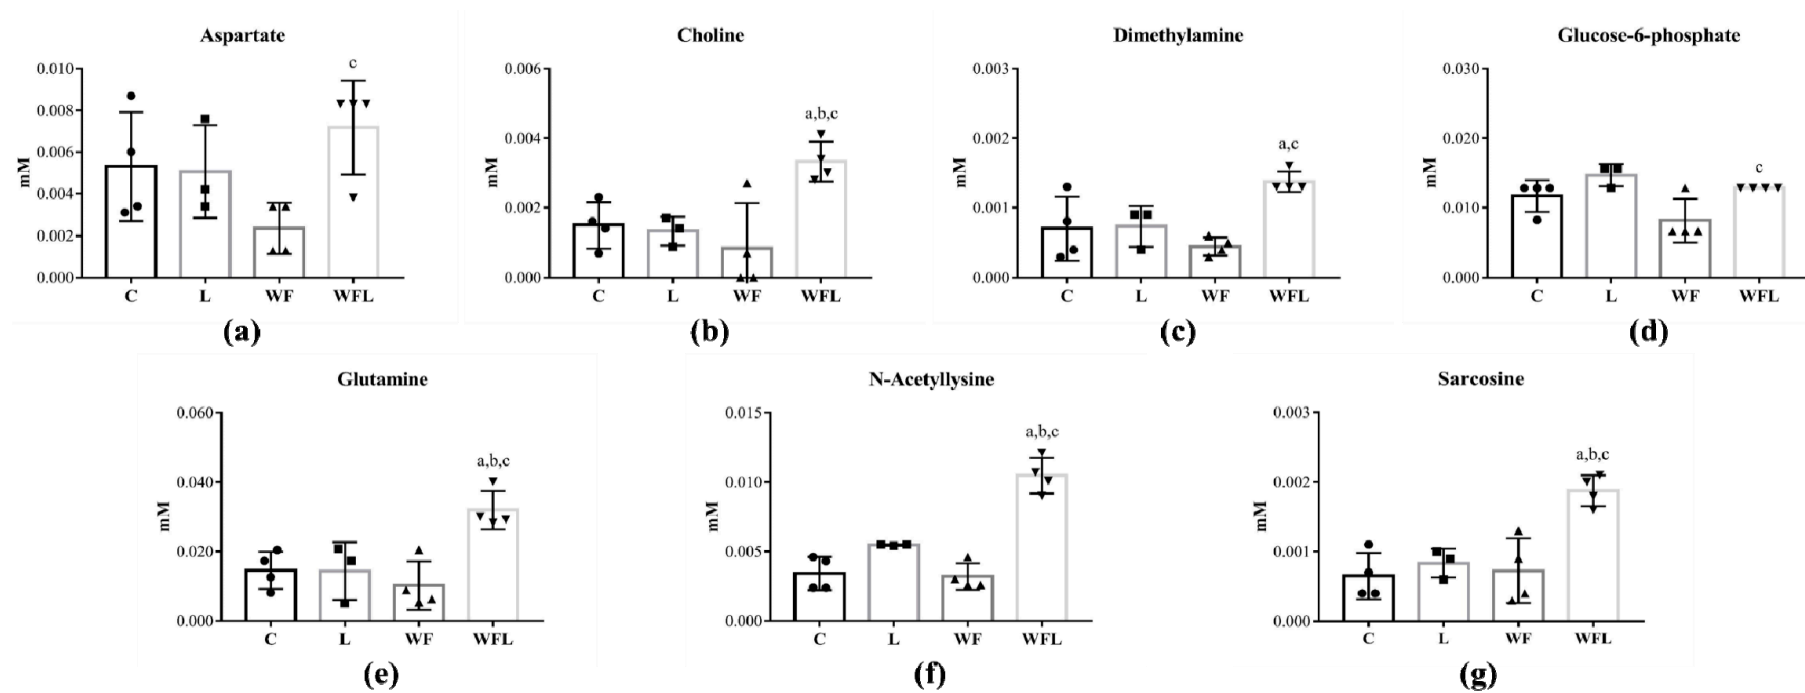 Aspartate
0.010
0.008
0.006
0.004
0.002
0.000
mM
c
C L WF WFL
(a)
Choline
0.006
0.004
0.002
0.000
mM
a,b,c
C L WF WFL
(b)
Dimethylamine
0.003
0.002
0.001
0.000
mM
a,c
C L WF WFL
(c)
Glucose-6-phosphate
0.030
0.020
0.010
0.000
mM
c
C L WF WFL
(d)
Glutamine
0.060
0.040
0.020
0.000
mM
a,b,c
C L WF WFL
(e)
N-Acetyllysine
0.015
0.010
0.005
0.000
mM
a,b,c
C L WF WFL
(f)
Sarcosine
0.003
0.002
0.001
0.000
mM
a,b,c
C L WF WFL
(g)